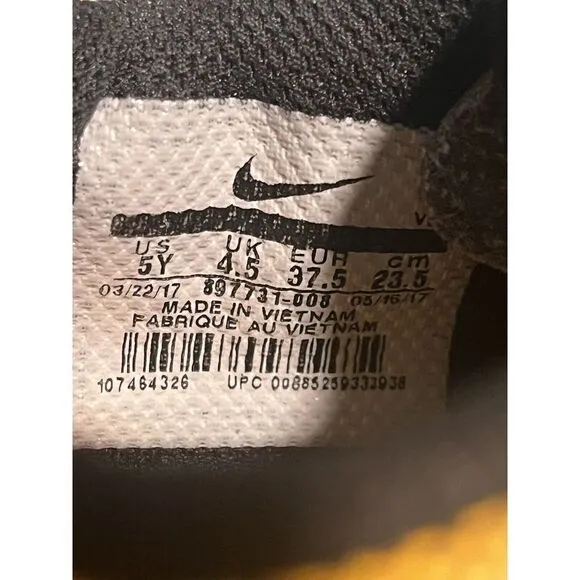 US UK EUR cm
5Y 4.5 37.5 23.5
03/22/17 897731-008 05/16/17
MADE IN VIETNAM
FABRIQUE AU VIETNAM
107464326 UPC 00885259333938